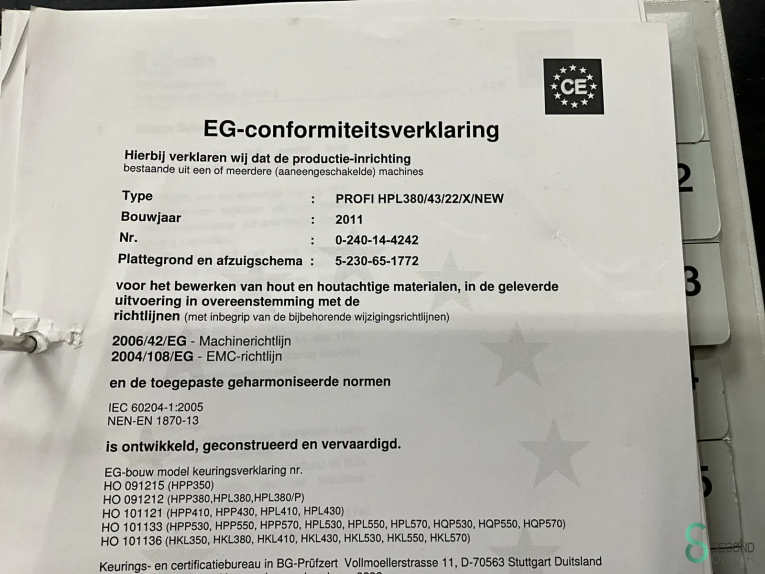 CE
EG-conformiteitsverklaring
Hierbij verklaren wij dat de productie-inrichting
bestaande uit een of meerdere (aaneengeschakelde) machines
Type : PROFI HPL380/43/22/X/NEW
Bouwjaar : 2011
Nr. : 0-240-14-4242
Plattegrond en afzuigschema : 5-230-65-1772
voor het bewerken van hout en houtachtige materialen, in de geleverde
uitvoering in overeenstemming met de
richtlijnen (met inbegrip van de bijbehorende wijzigingsrichtlijnen)
2006/42/EG - Machinerichtlijn
2004/108/EG - EMC-richtlijn
en de toegepaste geharmoniseerde normen
IEC 60204-1:2005
NEN-EN 1870-13
is ontwikkeld, geconstrueerd en vervaardigd.
EG-bouw model keuringsverklaring nr.
HO 091215 (HPP350)
HO 091212 (HPP380,HPL380,HPL380/P)
HO 101121 (HPP410, HPP430, HPL410, HPL430)
HO 101133 (HPP530, HPP550, HPP570, HPL530, HPL550, HPL570, HQP530, HQP550, HQP570)
HO 101136 (HKL350, HKL380, HKL410, HKL430, HKL530, HKL550, HKL570)
Keurings- en certificatiebureau in BG-Prüfzert Vollmoellerstrasse 11, D-70563 Stuttgart Duitsland
2
3
5
SECOND